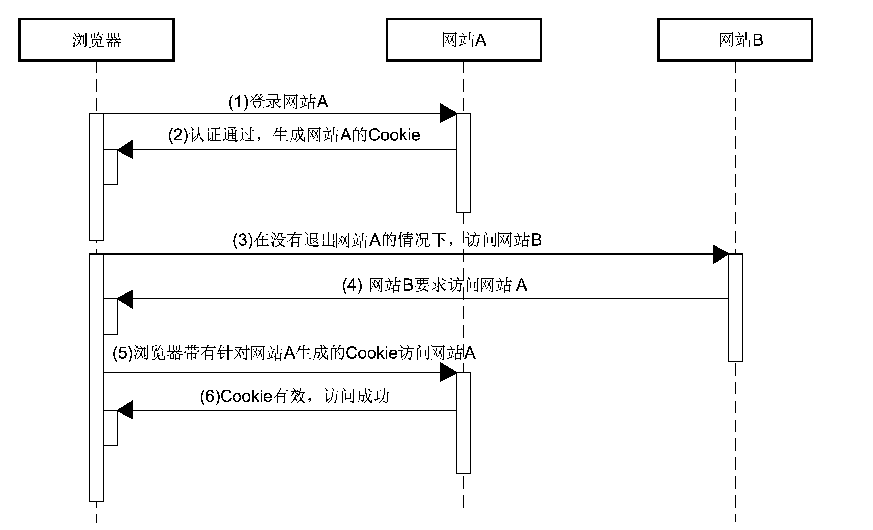 浏览器
网站A
网站B
(1)登录网站A
(2)认证通过，生成网站A的Cookie
(3)在没有退出网站A的情况下，访问网站B
(4) 网站B要求访问网站A
(5)浏览器带有针对网站A生成的Cookie访问网站A
(6)Cookie有效，访问成功